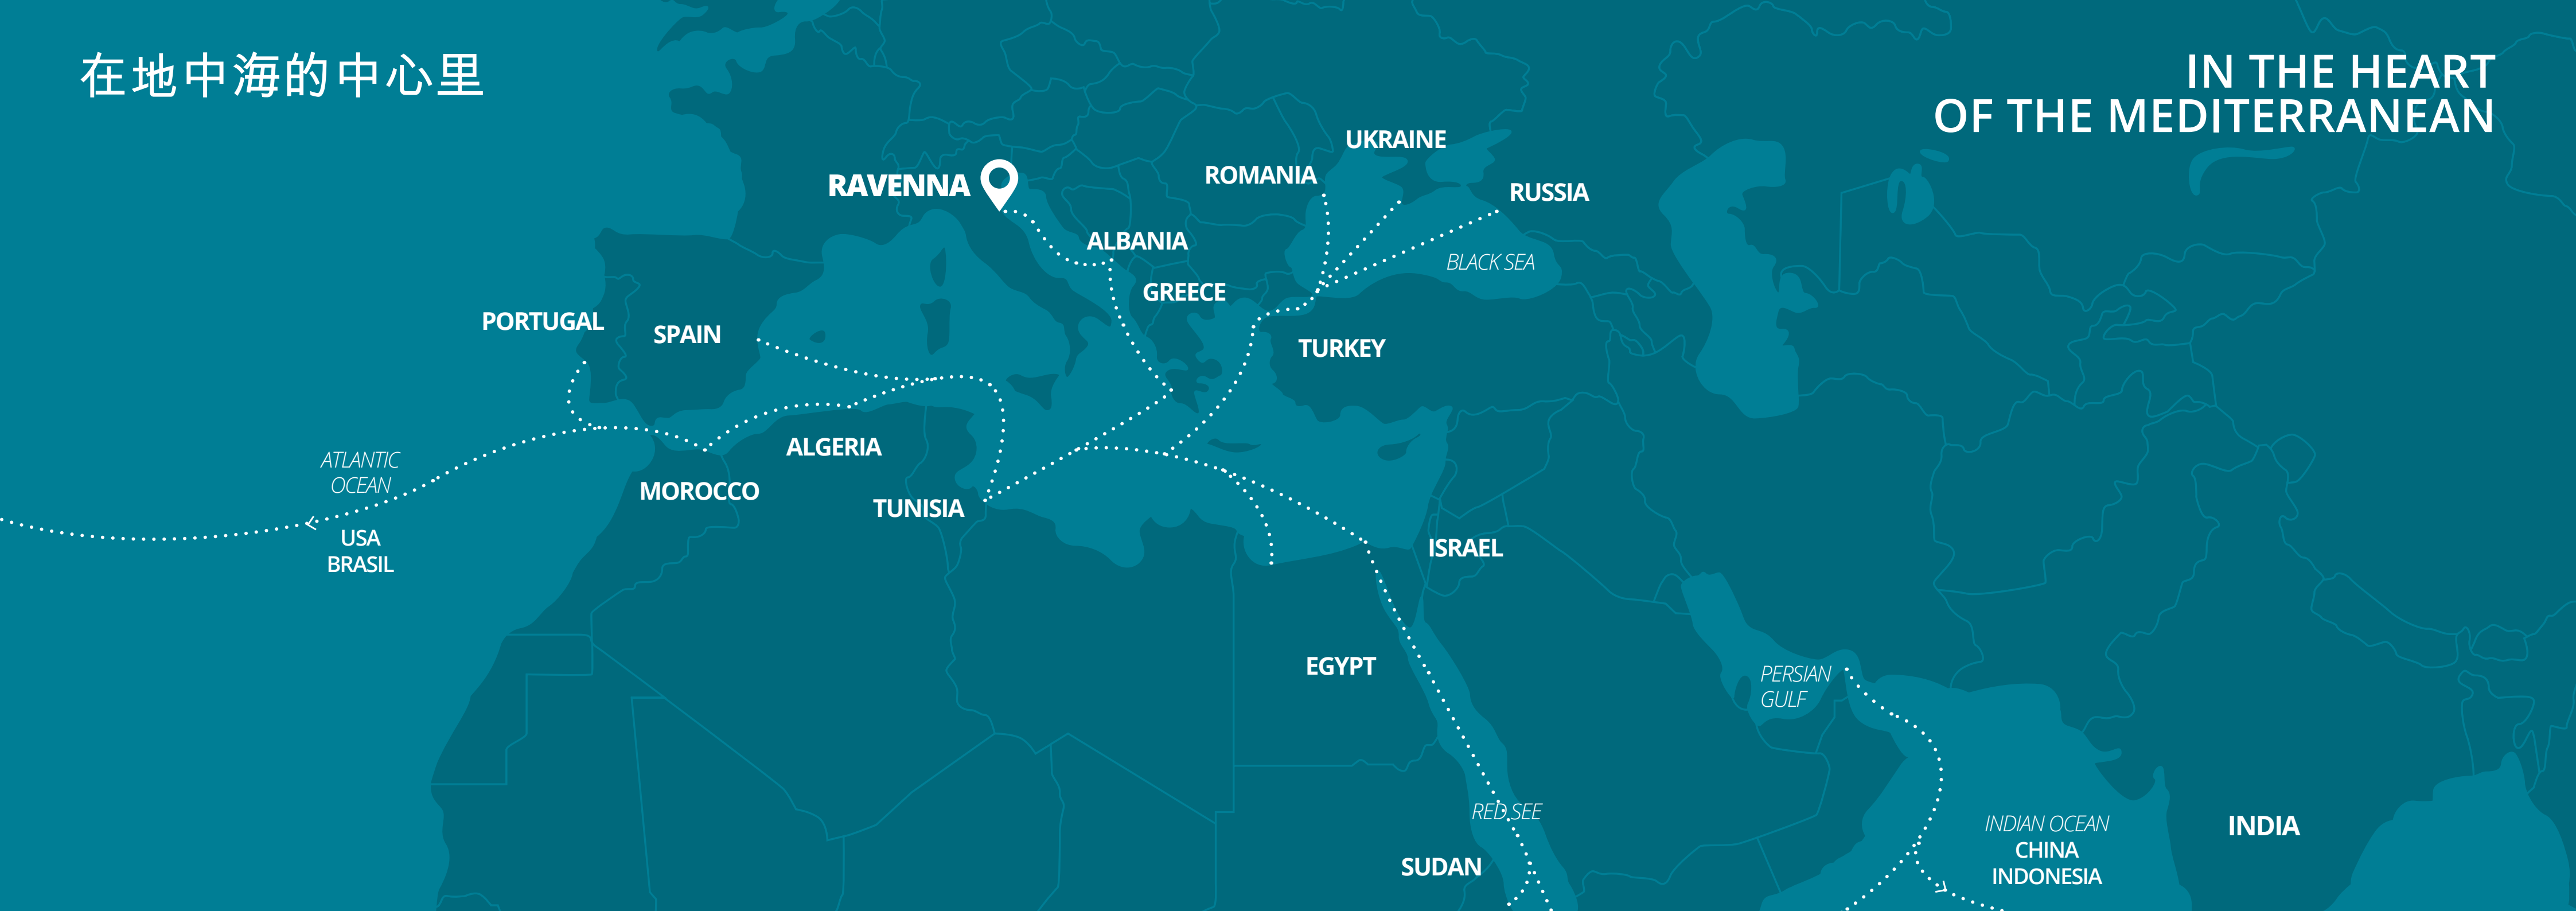 在地中海的中心里
IN THE HEART
OF THE MEDITERRANEAN
UKRAINE
ROMANIA
RAVENNA
RUSSIA
ALBANIA
BLACK SEA
GREECE
PORTUGAL
SPAIN
TURKEY
ALGERIA
ATLANTIC
OCEAN
MOROCCO
TUNISIA
USA
BRASIL
ISRAEL
EGYPT
PERSIAN
GULF
RED SEE
INDIAN OCEAN
CHINA
INDONESIA
INDIA
SUDAN